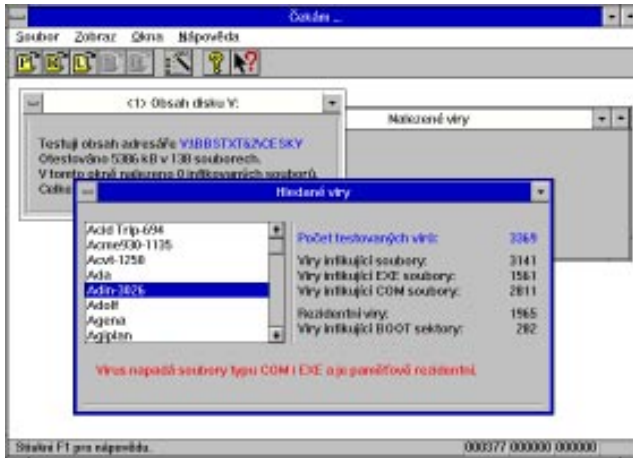 Čekám ...
Soubor Zobraz Okna Nápověda
<1> Obsah disku V:
Nalezené viry
Testuji obsah adresáře V:\BBSTXT62\CESKY
Otestováno 5386 kB v 138 souborech.
V tomto okně nalezeno 0 infikovaných souborů.
Celke
Hledané viry
Acid Trip-694
Acme930-1135
Acvt-1250
Ada
Adin-3026
Adolf
Agena
Agiplan
Počet testovaných virů: 3369
Viry infikující soubory: 3141
Viry infikující EXE soubory: 1561
Viry infikující COM soubory: 2811
Rezidentní viry: 1965
Viry infikující BOOT sektory: 282
Virus napadá soubory typu COM i EXE a je paměťově rezidentní.
F1 pro nápovědu.
000377 000000 000000